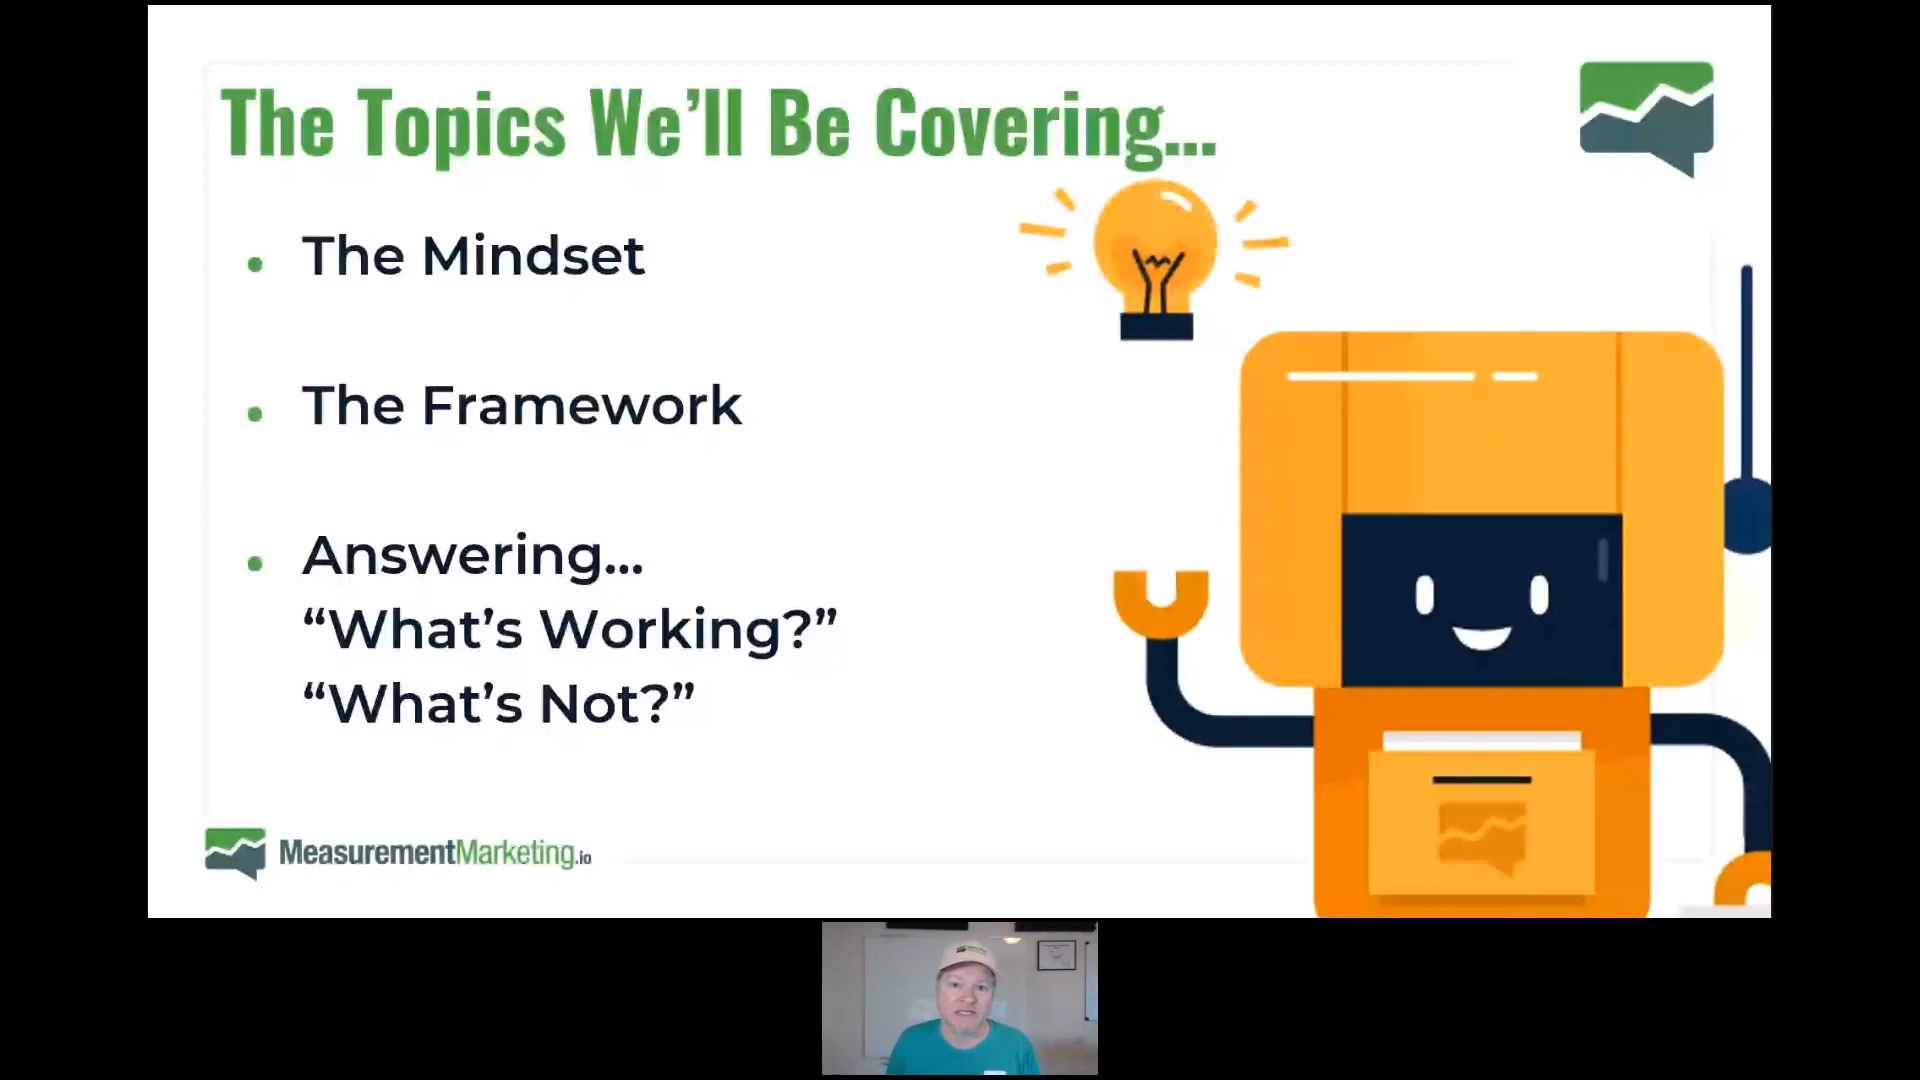 The Topics We’ll Be Covering...
• The Mindset
• The Framework
• Answering...
“What’s Working?”
“What’s Not?”
MeasurementMarketing.io